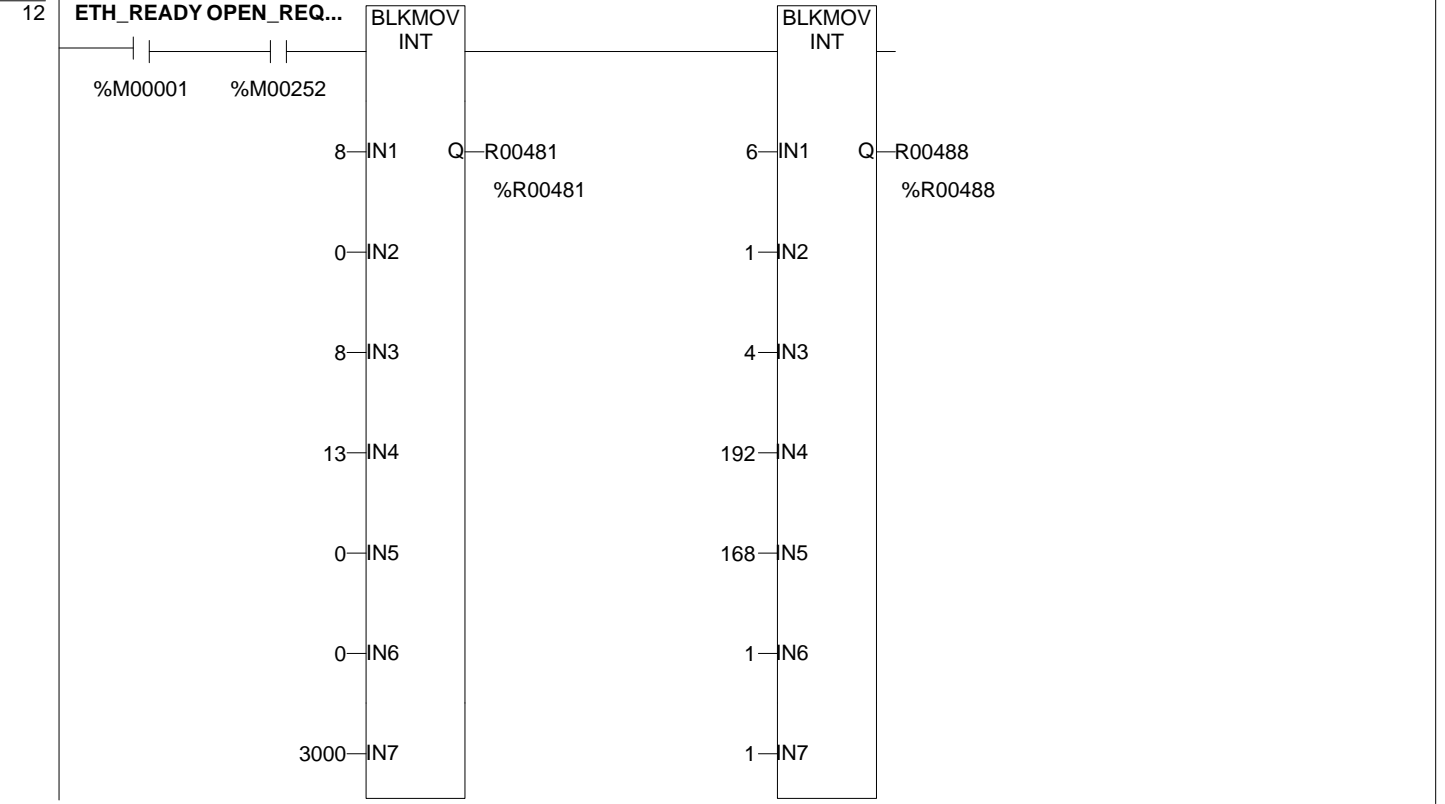 12 ETH_READY OPEN_REQ... BLKMOV INT BLKMOV INT
%M00001 %M00252
8 IN1 Q R00481 6 IN1 Q R00488
%R00481 %R00488
0 IN2 1 IN2
8 IN3 4 IN3
13 IN4 192 IN4
0 IN5 168 IN5
0 IN6 1 IN6
3000 IN7 1 IN7